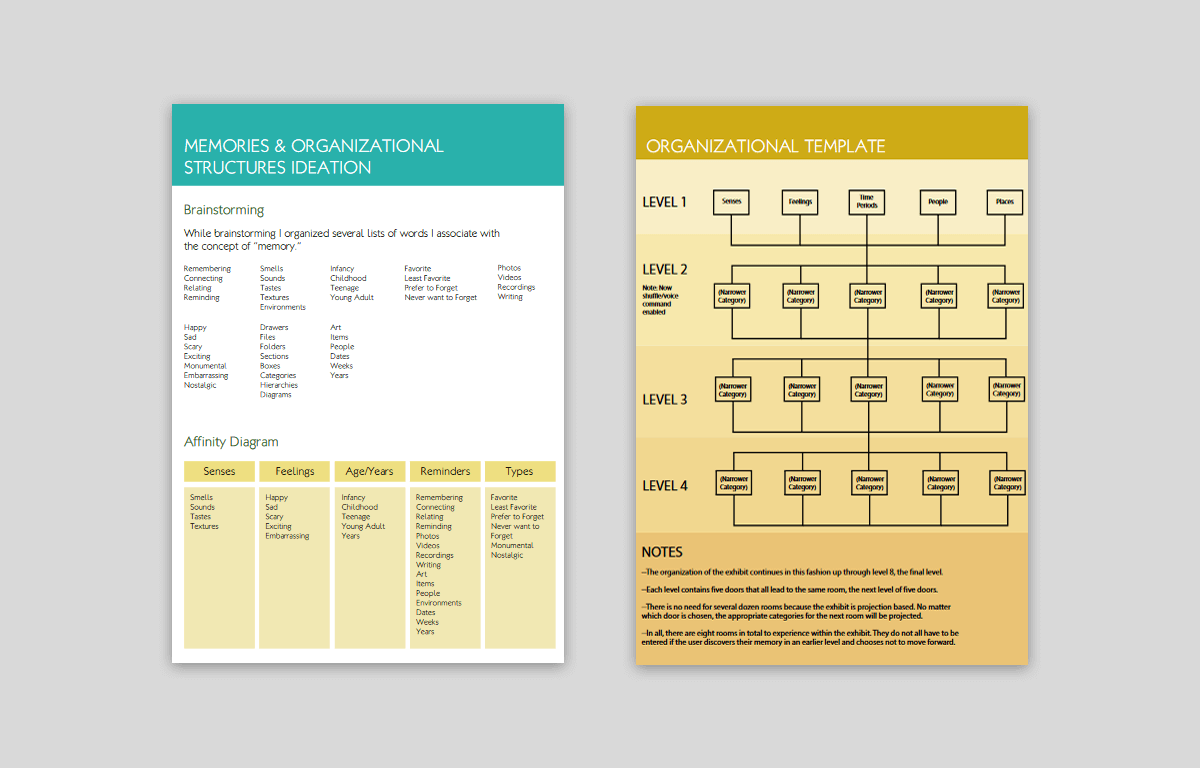 MEMORIES & ORGANIZATIONAL
STRUCTURES IDEATION
Brainstorming
While brainstorming I organized several lists of words I associate with
the concept of “memory.”
Remembering
Connecting
Relating
Reminding
Smells
Sounds
Tastes
Textures
Environments
Infancy
Childhood
Teenage
Young Adult
Favorite
Least Favorite
Prefer to Forget
Never want to Forget
Photos
Videos
Recordings
Writing
Happy
Sad
Scary
Exciting
Monumental
Embarrassing
Nostalgic
Drawers
Files
Folders
Sections
Boxes
Categories
Hierarchies
Diagrams
Art
Items
People
Dates
Weeks
Years
Affinity Diagram
Senses
Smells
Sounds
Tastes
Textures
Feelings
Happy
Sad
Scary
Exciting
Embarrassing
Age/Years
Infancy
Childhood
Teenage
Young Adult
Years
Reminders
Remembering
Connecting
Relating
Reminding
Photos
Videos
Recordings
Writing
Art
Items
People
Environments
Dates
Weeks
Years
Types
Favorite
Least Favorite
Prefer to Forget
Never want to
Forget
Monumental
Nostalgic
ORGANIZATIONAL TEMPLATE
LEVEL 1
Senses
Feelings
Time
Periods
People
Places
LEVEL 2
Note: Now
shuffle/voice
command
enabled
(Narrower
Category)
(Narrower
Category)
(Narrower
Category)
(Narrower
Category)
(Narrower
Category)
LEVEL 3
(Narrower
Category)
(Narrower
Category)
(Narrower
Category)
(Narrower
Category)
(Narrower
Category)
LEVEL 4
(Narrower
Category)
(Narrower
Category)
(Narrower
Category)
(Narrower
Category)
(Narrower
Category)
NOTES
--The organization of the exhibit continues in this fashion up through level 8, the final level.
--Each level contains five doors that all lead to the same room, the next level of five doors.
--There is no need for several dozen rooms because the exhibit is projection based. No matter
which door is chosen, the appropriate categories for the next room will be projected.
--In all, there are eight rooms in total to experience within the exhibit. They do not all have to be
entered if the user discovers their memory in an earlier level and chooses not to move forward.